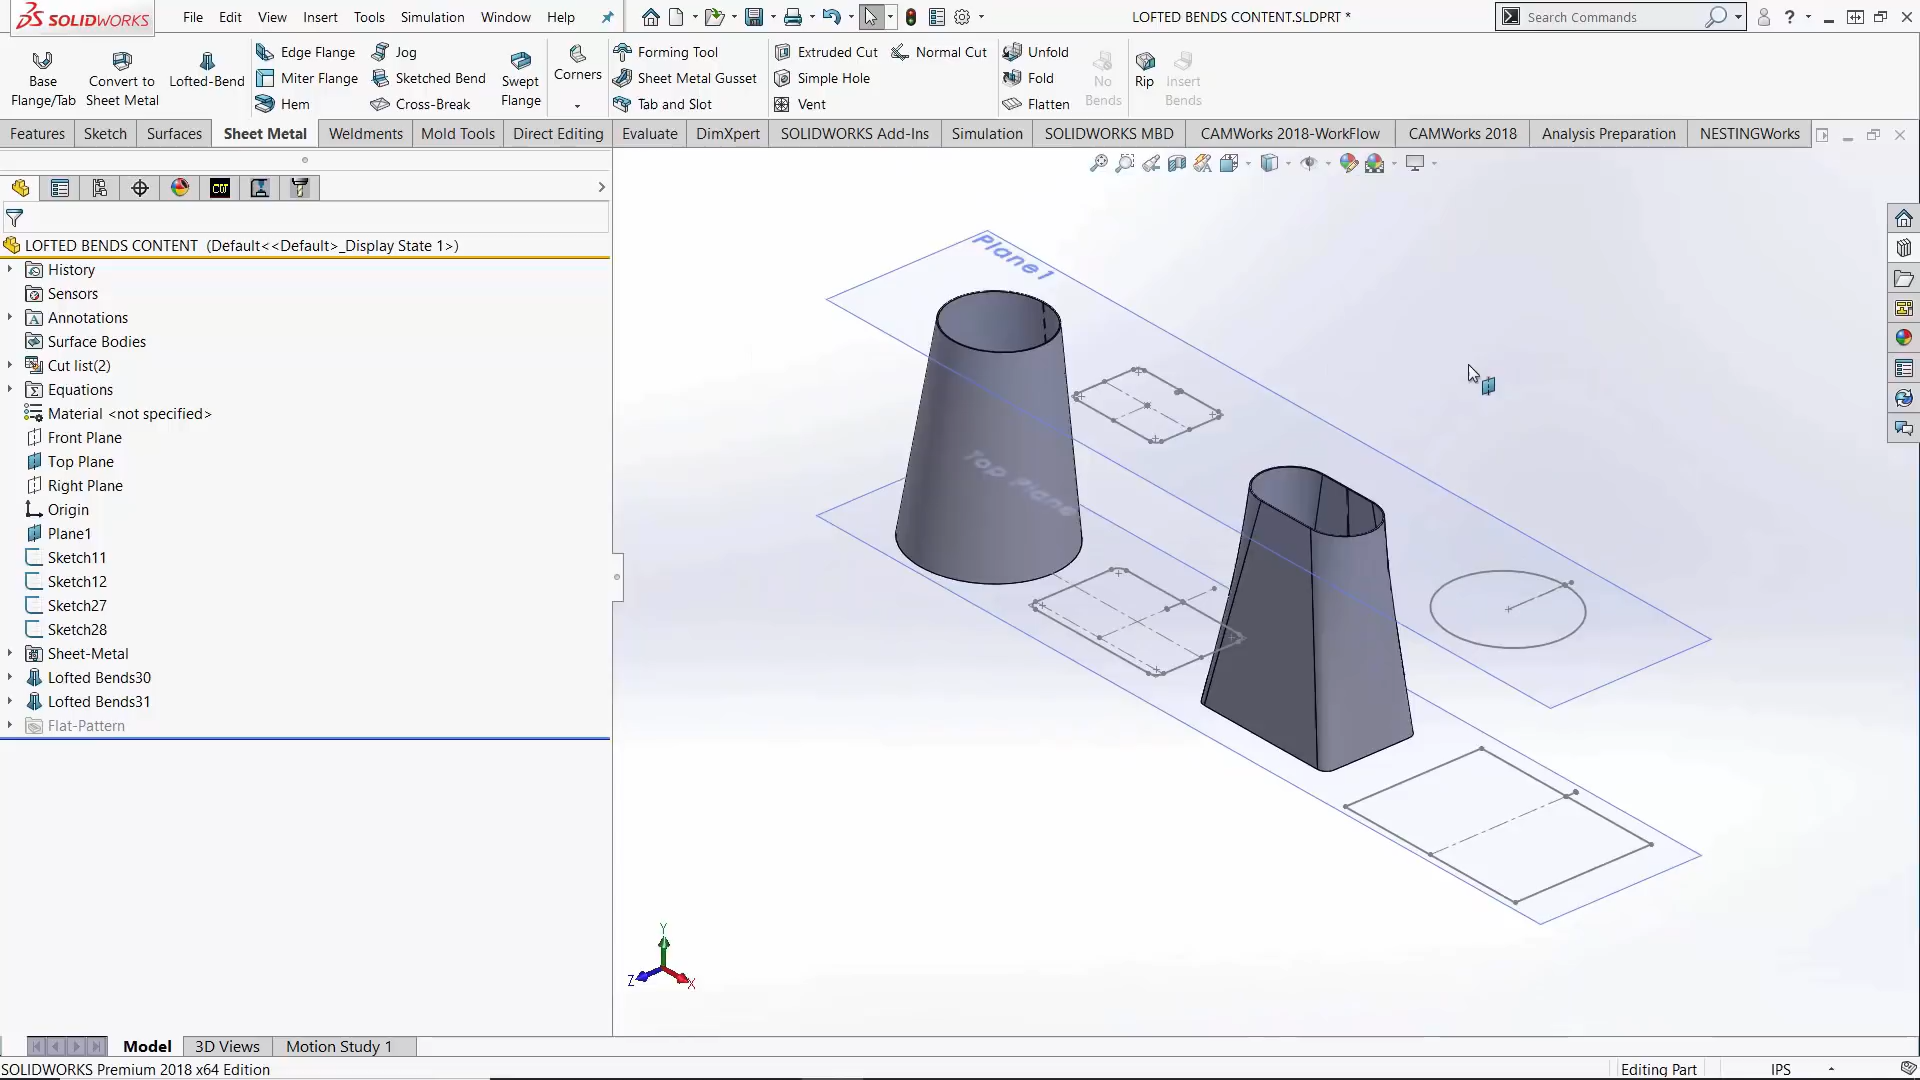 SOLIDWORKS
File Edit View Insert Tools Simulation Window Help
LOFTED BENDS CONTENT.SLDPRT *
Search Commands
?
Base Flange/Tab
Convert to Sheet Metal
Lofted-Bend
Edge Flange
Miter Flange
Hem
Jog
Sketched Bend
Cross-Break
Swept Flange
Corners
Forming Tool
Sheet Metal Gusset
Tab and Slot
Extruded Cut
Simple Hole
Vent
Normal Cut
Unfold
Fold
Flatten
No Bends
Rip
Insert Bends
Features Sketch Surfaces Sheet Metal Weldments Mold Tools Direct Editing Evaluate DimXpert SOLIDWORKS Add-Ins Simulation SOLIDWORKS MBD CAMWorks 2018-WorkFlow CAMWorks 2018 Analysis Preparation NESTINGWorks
CW
LOFTED BENDS CONTENT (Default<<Default>_Display State 1>)
History
Sensors
Annotations
Surface Bodies
Cut list(2)
Equations
Material <not specified>
Front Plane
Top Plane
Right Plane
Origin
Plane1
Sketch11
Sketch12
Sketch27
Sketch28
Sheet-Metal
Lofted Bends30
Lofted Bends31
Flat-Pattern
Plane1
Top Plane
Y
Z
X
Model 3D Views Motion Study 1
SOLIDWORKS Premium 2018 x64 Edition
Editing Part
IPS